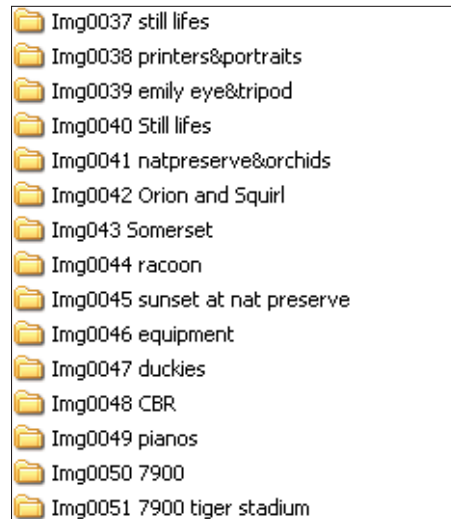 Img0037 still lifes
Img0038 printers&portraits
Img0039 emily eye&tripod
Img0040 Still lifes
Img0041 natpreserve&orchids
Img0042 Orion and Squirl
Img043 Somerset
Img0044 racoon
Img0045 sunset at nat preserve
Img0046 equipment
Img0047 duckies
Img0048 CBR
Img0049 pianos
Img0050 7900
Img0051 7900 tiger stadium